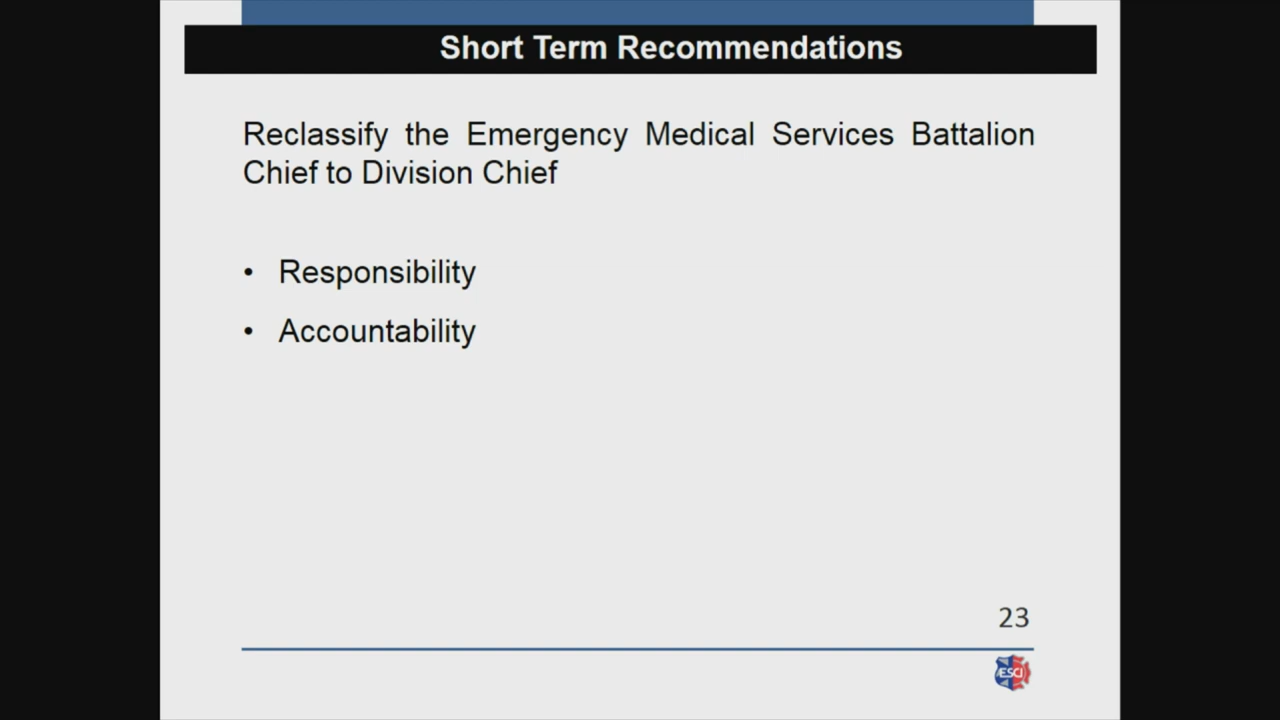 Short Term Recommendations
Reclassify the Emergency Medical Services Battalion
Chief to Division Chief
• Responsibility
• Accountability
23
ESCI